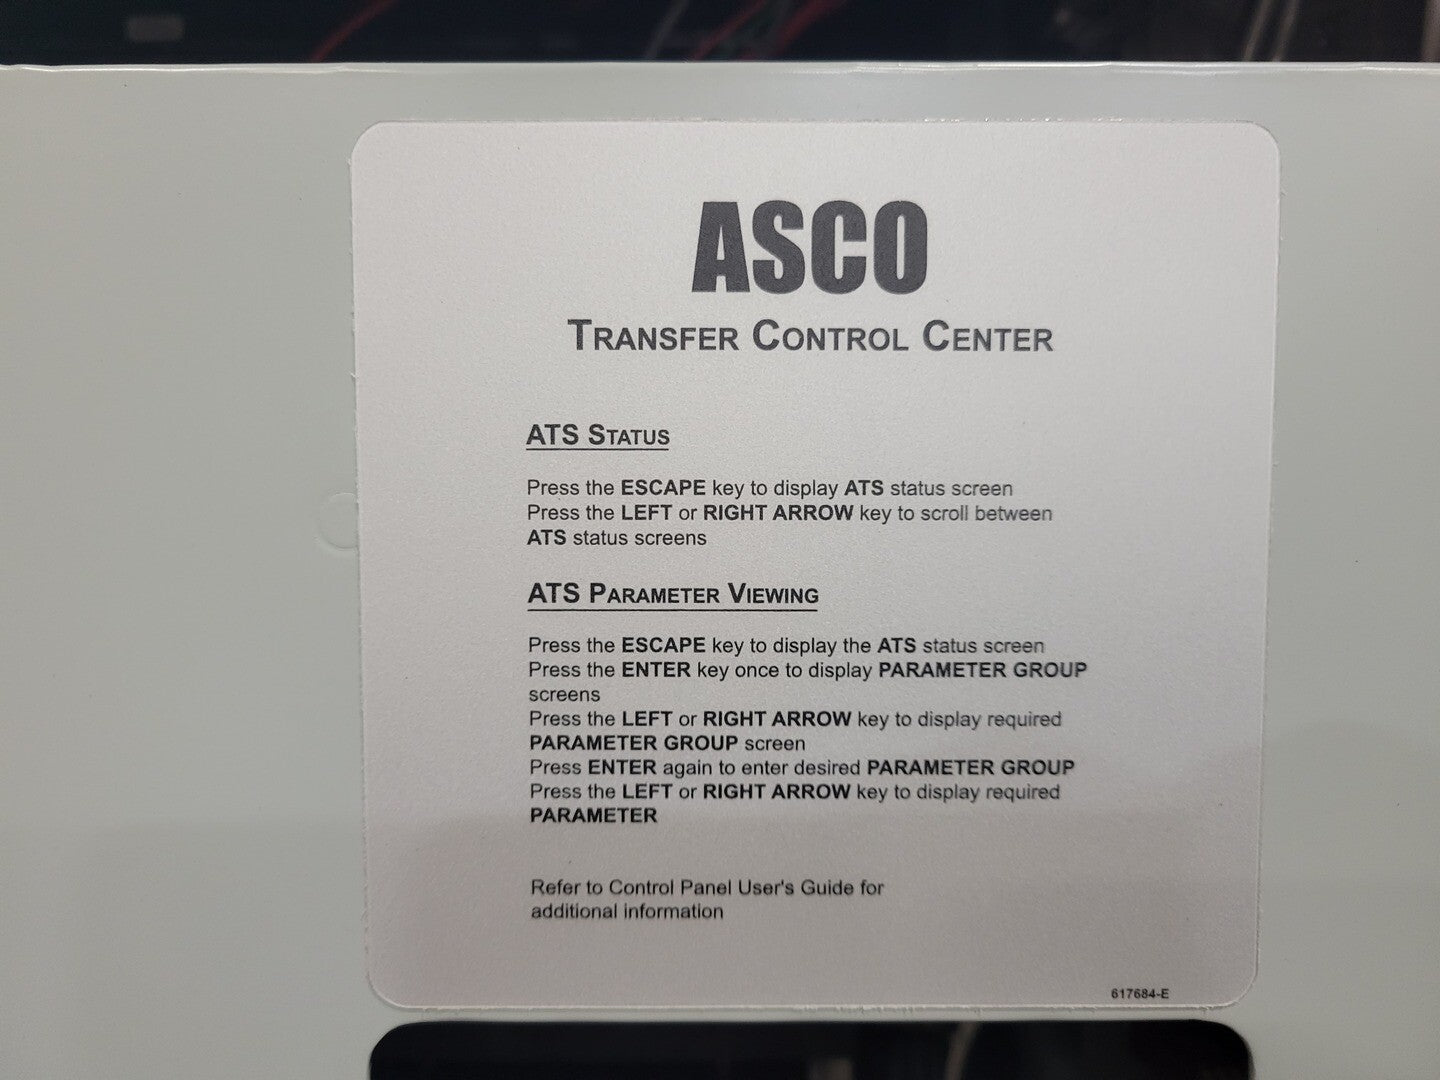 ASCO
TRANSFER CONTROL CENTER
ATS STATUS
Press the ESCAPE key to display ATS status screen
Press the LEFT or RIGHT ARROW key to scroll between
ATS status screens
ATS PARAMETER VIEWING
Press the ESCAPE key to display the ATS status screen
Press the ENTER key once to display PARAMETER GROUP
screens
Press the LEFT or RIGHT ARROW key to display required
PARAMETER GROUP screen
Press ENTER again to enter desired PARAMETER GROUP
Press the LEFT or RIGHT ARROW key to display required
PARAMETER
Refer to Control Panel User's Guide for
additional information
617684-E